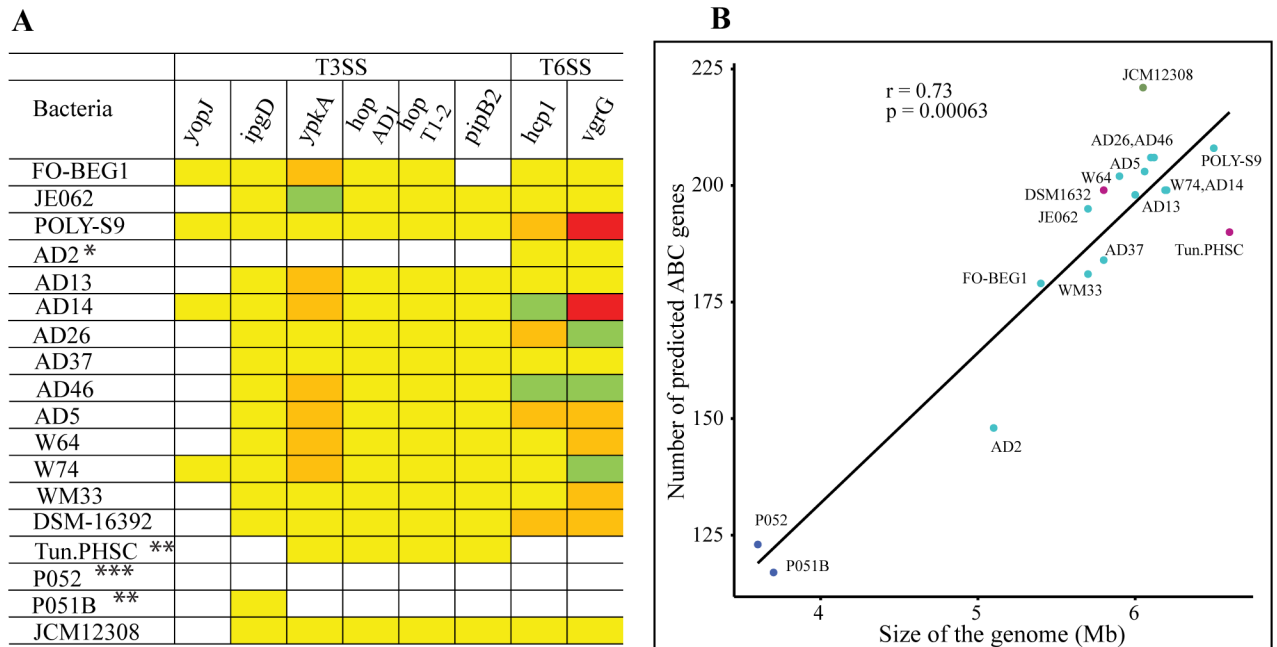 A
T3SS T6SS
Bacteria yopJ ipgD ypkA hop AD1 hop T1-2 pipB2 hcp1 vgrG
FO-BEG1
JE062
POLY-S9
AD2 *
AD13
AD14
AD26
AD37
AD46
AD5
W64
W74
WM33
DSM-16392
Tun.PHSC **
P052 ***
P051B **
JCM12308
B
225
200
175
150
125
Number of predicted ABC genes
r = 0.73
p = 0.00063
JCM12308
AD26,AD46
AD5
POLY-S9
W64
W74,AD14
DSM1632
AD13
JE062
Tun.PHSC
AD37
FO-BEG1
WM33
AD2
P052
P051B
4 5 6
Size of the genome (Mb)